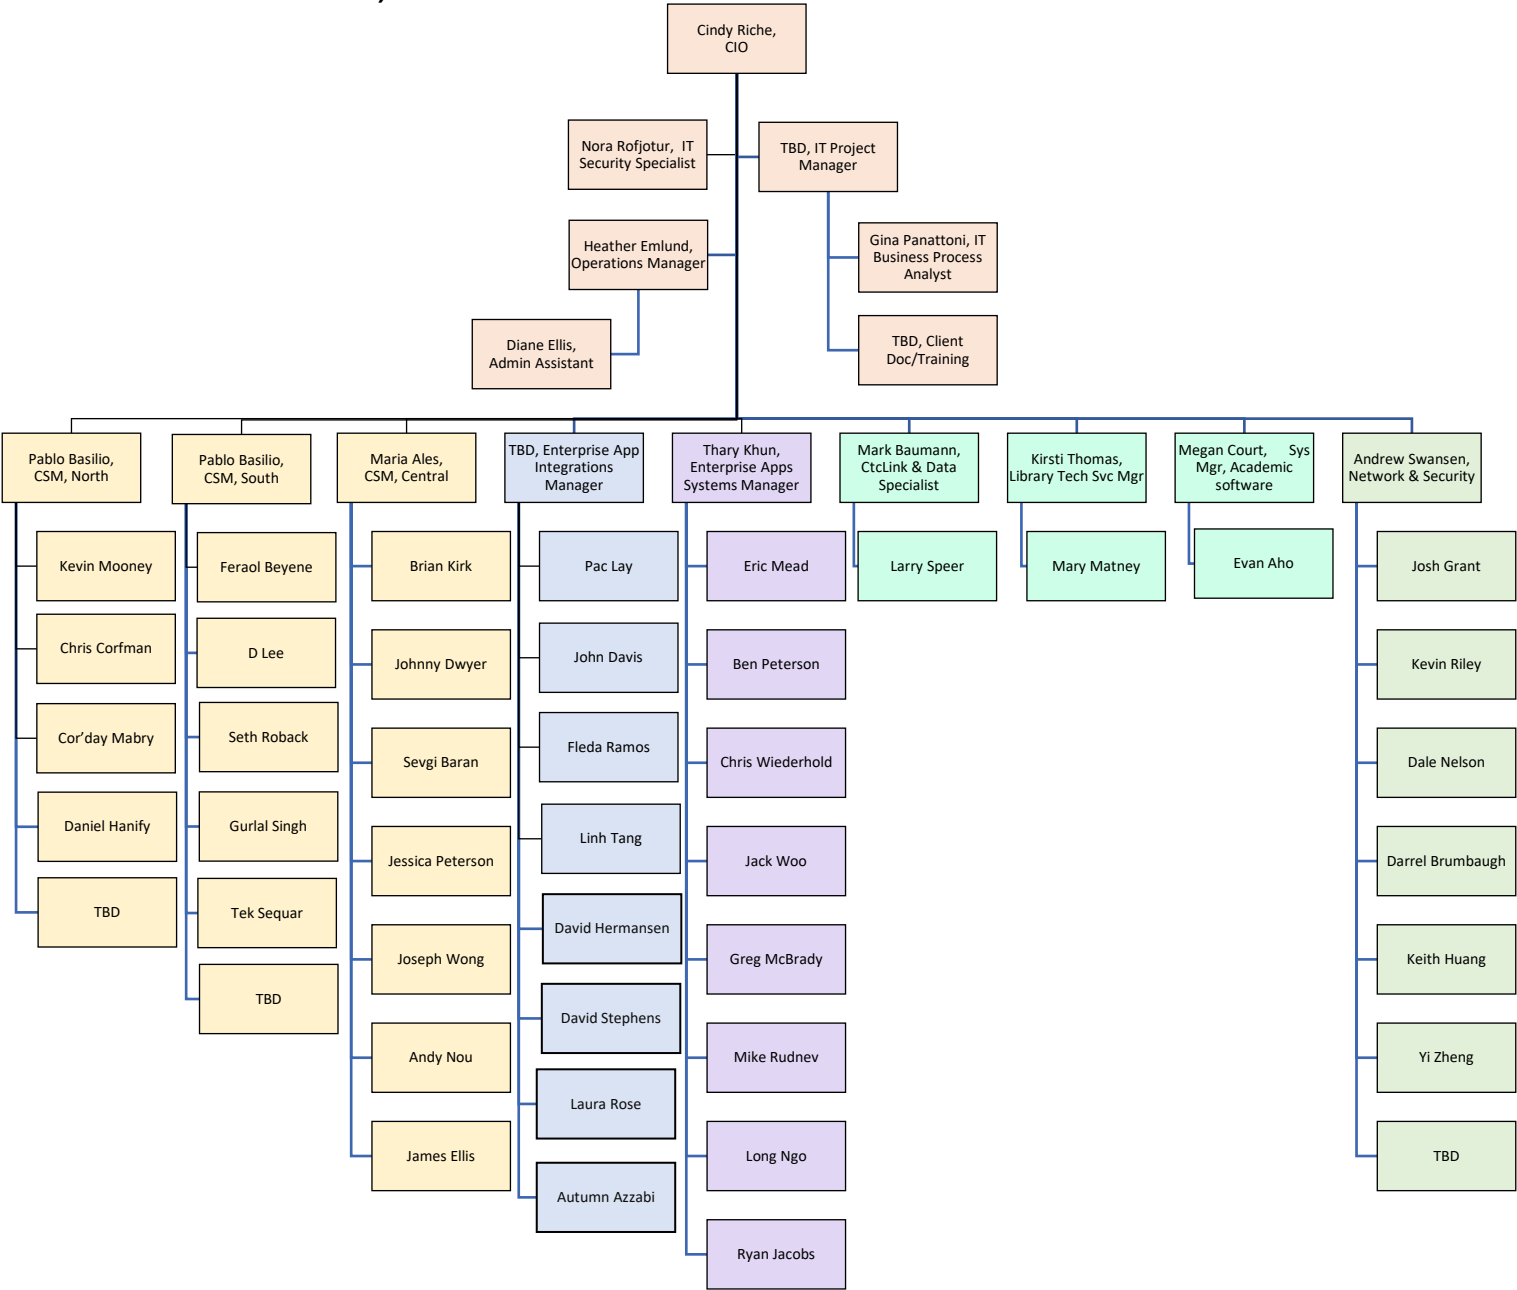 Cindy Riche,
CIO
Nora Rofjotur,  IT
Security Specialist
TBD, IT Project
Manager
Heather Emlund,
Operations Manager
Gina Panattoni, IT
Business Process
Analyst
Diane Ellis,
Admin Assistant
TBD, Client
Doc/Training
Pablo Basilio,
CSM, North
Kevin Mooney
Chris Corfman
Cor’day Mabry
Daniel Hanify
TBD
Pablo Basilio,
CSM, South
Feraol Beyene
D Lee
Seth Roback
Gurlal Singh
Tek Sequar
TBD
Maria Ales,
CSM, Central
Brian Kirk
Johnny Dwyer
Sevgi Baran
Jessica Peterson
Joseph Wong
Andy Nou
James Ellis
TBD, Enterprise App
Integrations
Manager
Pac Lay
John Davis
Fleda Ramos
Linh Tang
David Hermansen
David Stephens
Laura Rose
Autumn Azzabi
Thary Khun,
Enterprise Apps
Systems Manager
Eric Mead
Ben Peterson
Chris Wiederhold
Jack Woo
Greg McBrady
Mike Rudnev
Long Ngo
Ryan Jacobs
Mark Baumann,
CtcLink & Data
Specialist
Larry Speer
Kirsti Thomas,
Library Tech Svc Mgr
Mary Matney
Megan Court,     Sys
Mgr, Academic
software
Evan Aho
Andrew Swansen,
Network & Security
Josh Grant
Kevin Riley
Dale Nelson
Darrel Brumbaugh
Keith Huang
Yi Zheng
TBD